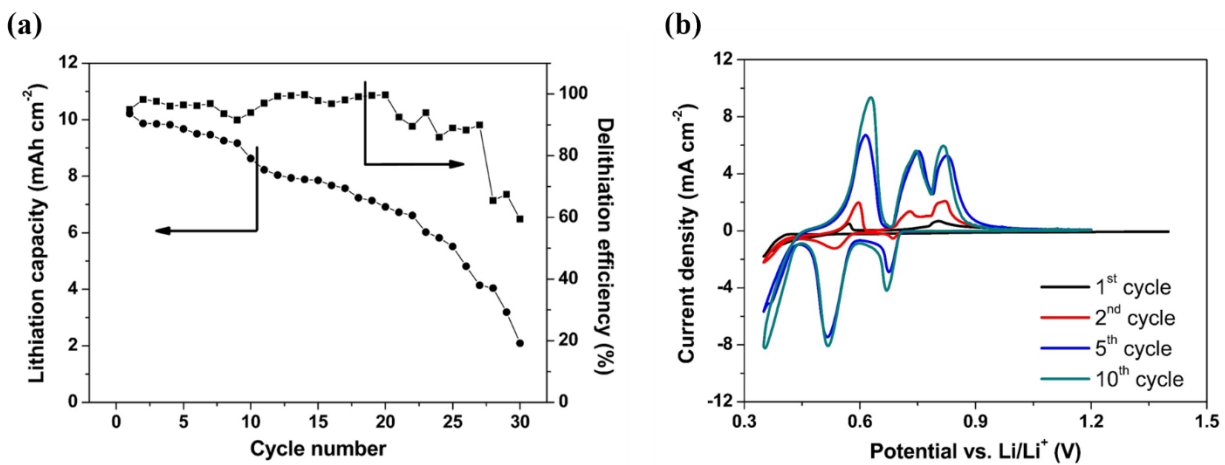 (a)
(b)
12
10
8
6
4
2
0
Lithiation capacity (mAh cm⁻²)
0 5 10 15 20 25 30
Cycle number
100
80
60
40
20
0
Delithiation efficiency (%)
12
8
4
0
-4
-8
-12
Current density (mA cm⁻²)
1ˢᵗ cycle
2ⁿᵈ cycle
5ᵗʰ cycle
10ᵗʰ cycle
0.3 0.6 0.9 1.2 1.5
Potential vs. Li/Li⁺ (V)